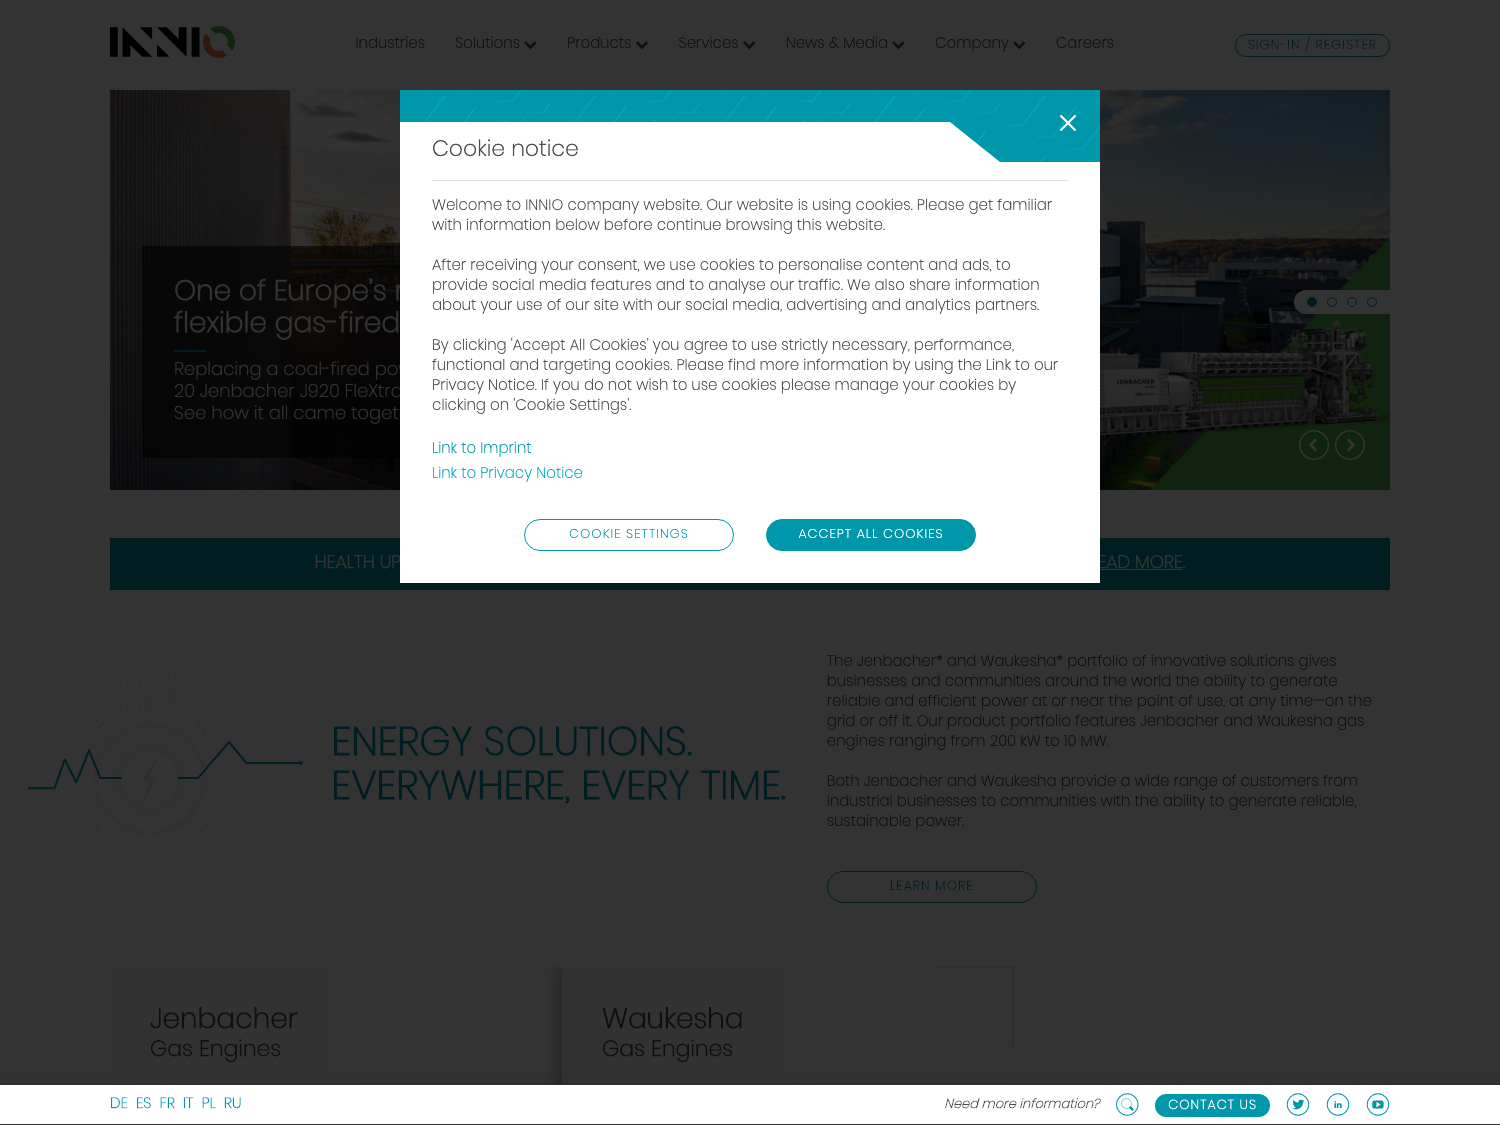 INNIO
Industries Solutions Products Services News & Media Company Careers SIGN-IN / REGISTER
Cookie notice
Welcome to INNIO company website. Our website is using cookies. Please get familiar
with information below before continue browsing this website.
After receiving your consent, we use cookies to personalise content and ads, to
provide social media features and to analyse our traffic. We also share information
about your use of our site with our social media, advertising and analytics partners.
By clicking 'Accept All Cookies' you agree to use strictly necessary, performance,
functional and targeting cookies. Please find more information by using the Link to our
Privacy Notice. If you do not wish to use cookies please manage your cookies by
clicking on 'Cookie Settings'.
Link to Imprint
Link to Privacy Notice
COOKIE SETTINGS ACCEPT ALL COOKIES
One of Europe's
flexible gas-fired
Replacing a coal-fired
20 Jenbacher J920
See how it all came
JENBACHER
HEALTH
MORE.
ENERGY SOLUTIONS.
EVERYWHERE, EVERY TIME.
The Jenbacher* and Waukesha* portfolio of innovative solutions gives
businesses and communities around the world the ability to generate
reliable and efficient power at or near the point of use, at any time—on the
grid or off it. Our product portfolio features Jenbacher and Waukesha gas
engines ranging from 200 kW to 10 MW.
Both Jenbacher and Waukesha provide a wide range of customers from
industrial businesses to communities with the ability to generate reliable,
sustainable power.
LEARN MORE
Jenbacher
Gas Engines
Waukesha
Gas Engines
DE ES FR IT PL RU
Need more information? CONTACT US in